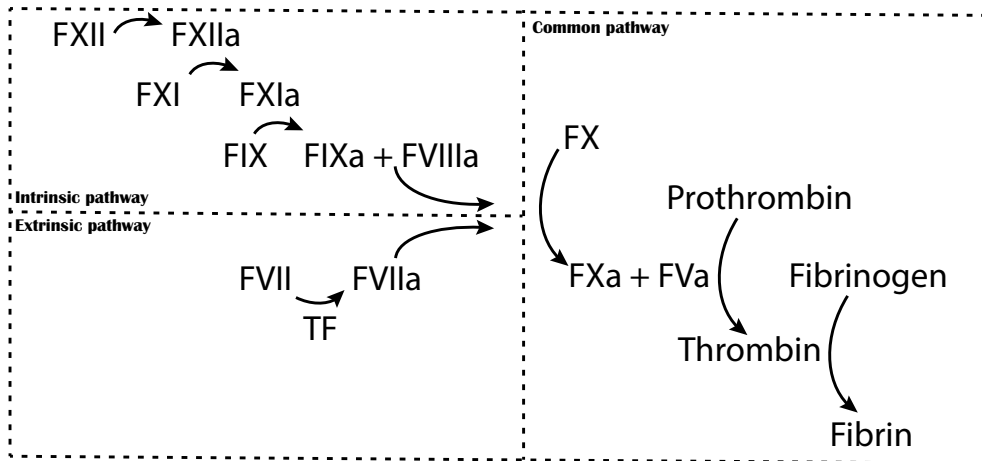 FXII FXIIa
FXI FXIa
FIX FIXa + FVIIIa
Intrinsic pathway
Extrinsic pathway
FVII FVIIa
TF
Common pathway
FX
Prothrombin
FXa + FVa Fibrinogen
Thrombin
Fibrin